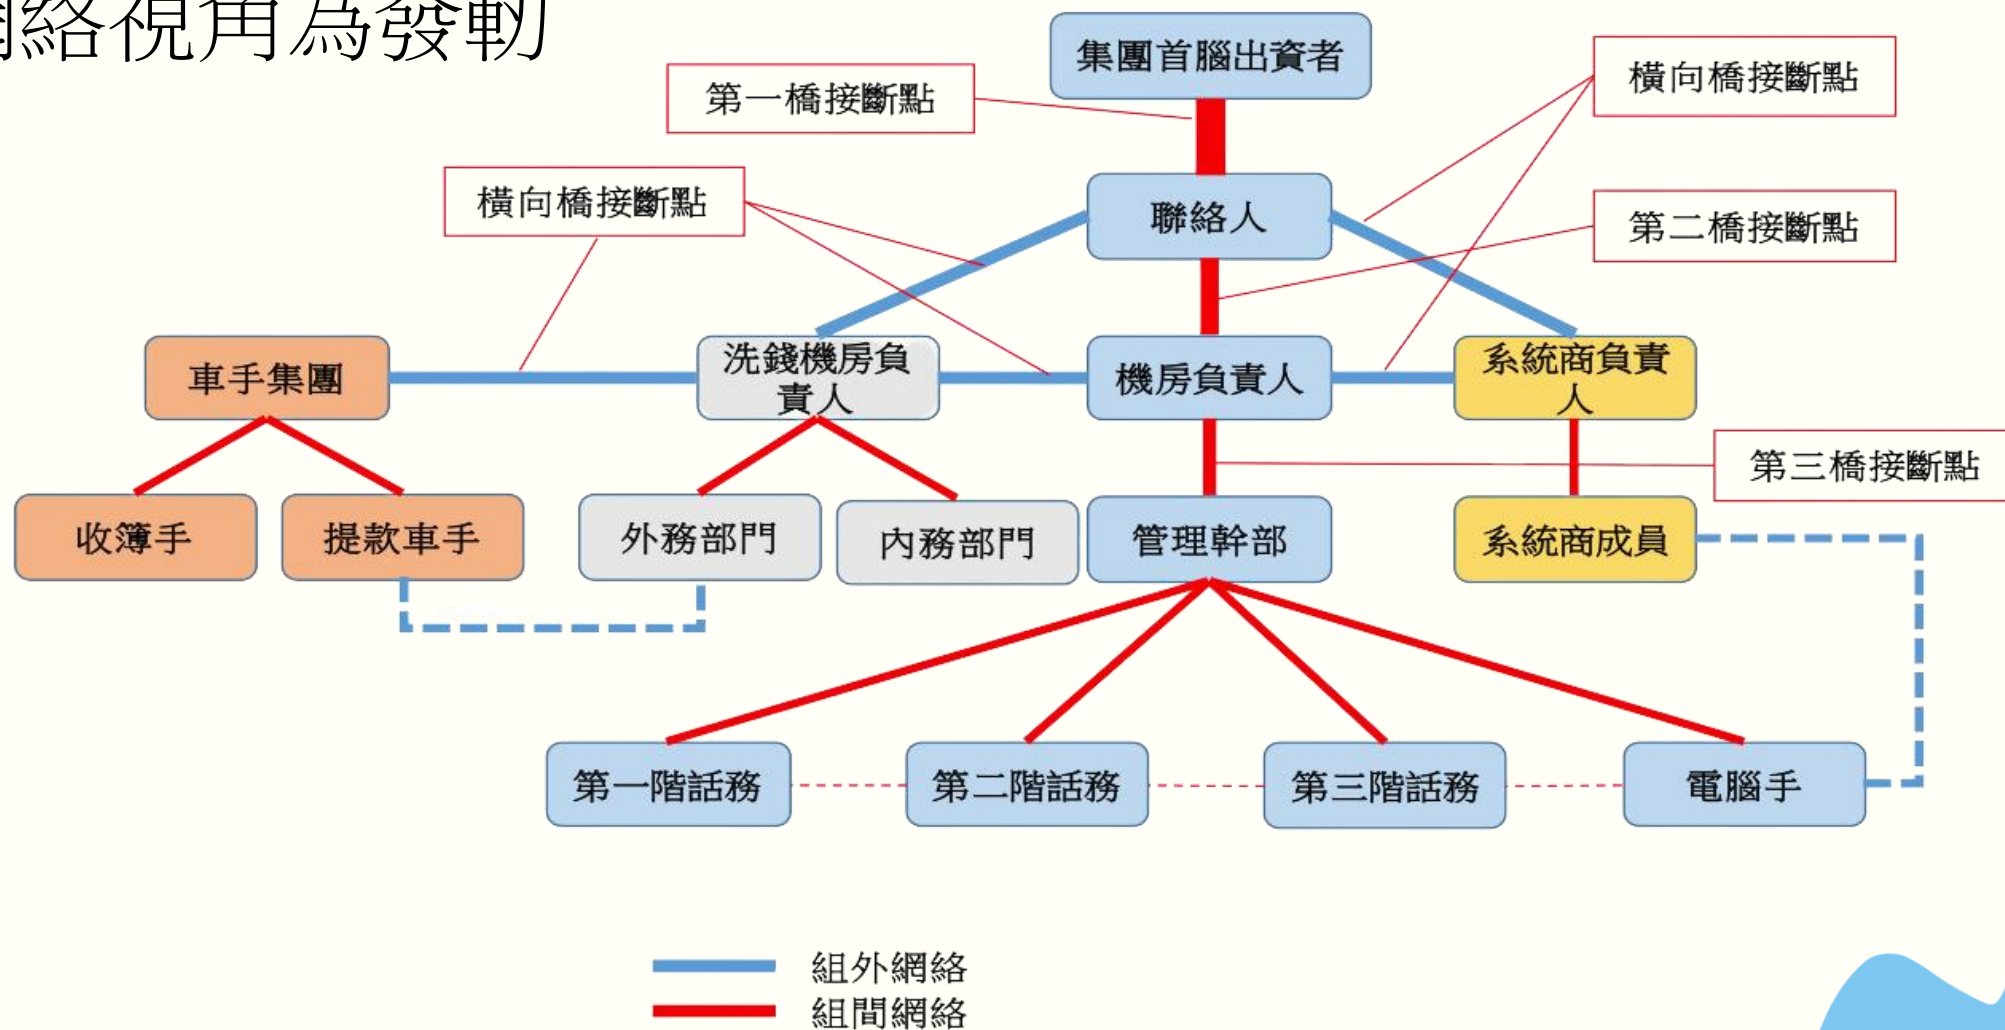 網絡視角為發軔
集團首腦出資者
第一橋接斷點
橫向橋接斷點
橫向橋接斷點
聯絡人
第二橋接斷點
車手集團
洗錢機房負
責人
機房負責人
系統商負責
人
第三橋接斷點
收簿手
提款車手
外務部門
內務部門
管理幹部
系統商成員
第一階話務
第二階話務
第三階話務
電腦手
組外網絡
組間網絡